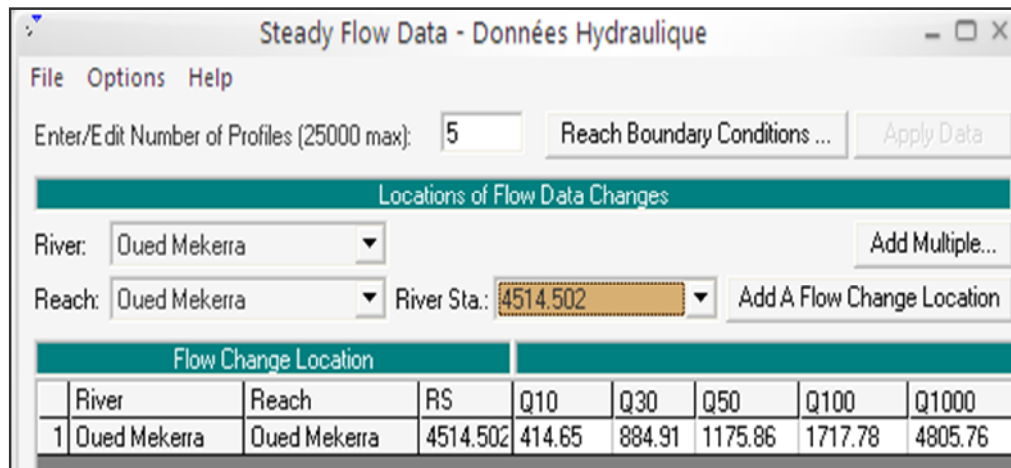 Steady Flow Data - Données Hydraulique
File Options Help
Enter/Edit Number of Profiles (25000 max): 5 Reach Boundary Conditions ... Apply Data
Locations of Flow Data Changes
River: Oued Mekerra Add Multiple...
Reach: Oued Mekerra River Sta.: 4514.502 Add A Flow Change Location
Flow Change Location
River Reach RS Q10 Q30 Q50 Q100 Q1000
1 Oued Mekerra Oued Mekerra 4514.502 414.65 884.91 1175.86 1717.78 4805.76